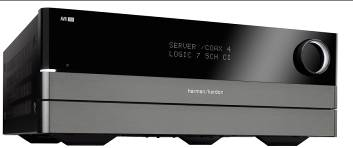 SERVER /COAX 4
LOGIC 7 5CH CI
harman/kardon